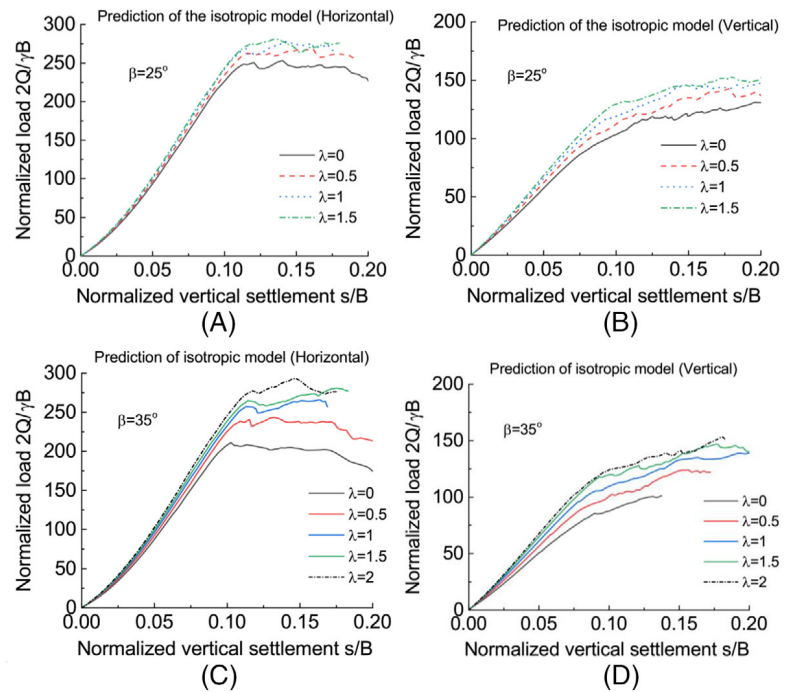 Prediction of the isotropic model (Horizontal)
300
250
200
150
100
50
0
Normalized load 2Q/γB
β=25°
λ=0
λ=0.5
λ=1
λ=1.5
0.00 0.05 0.10 0.15 0.20
Normalized vertical settlement s/B
(A)
Prediction of the isotropic model (Vertical)
200
150
100
50
0
Normalized load 2Q/γB
β=25°
λ=0
λ=0.5
λ=1
λ=1.5
0.00 0.05 0.10 0.15 0.20
Normalized vertical settlement s/B
(B)
Prediction of isotropic model (Horizontal)
300
250
200
150
100
50
0
Normalized load 2Q/γB
β=35°
λ=0
λ=0.5
λ=1
λ=1.5
λ=2
0.00 0.05 0.10 0.15 0.20
Normalized vertical settlement s/B
(C)
Prediction of isotropic model (Vertical)
200
150
100
50
0
Normalized load 2Q/γB
β=35°
λ=0
λ=0.5
λ=1
λ=1.5
λ=2
0.00 0.05 0.10 0.15 0.20
Normalized vertical settlement s/B
(D)